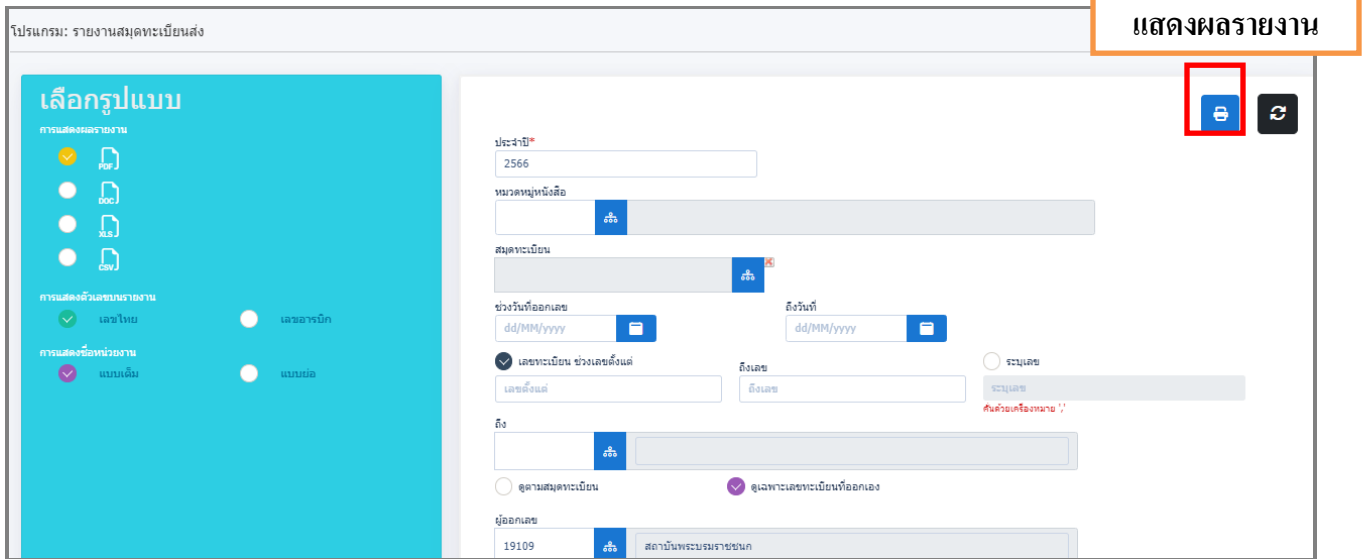 แสดงผลรายงาน
โปรแกรม: รายงานสมุดทะเบียนส่ง
เลือกรูปแบบ
การแสดงผลรายงาน
PDF
DOC
XLS
CSV
การแสดงตัวเลขบนรายงาน
เลขไทย เลขอารบิก
การแสดงชื่อหน่วยงาน
แบบเต็ม แบบย่อ
ประจำปี*
2566
หมวดหมู่หนังสือ
สมุดทะเบียน
ช่วงวันที่ออกเลข ถึงวันที่
dd/MM/yyyy dd/MM/yyyy
เลขทะเบียน ช่วงเลขตั้งแต่ ถึงเลข ระบุเลข
เลขตั้งแต่ ถึงเลข ระบุเลข
คั่นด้วยเครื่องหมาย ','
ถึง
ดูตามสมุดทะเบียน ดูเฉพาะเลขทะเบียนที่ออกเอง
ผู้ออกเลข
19109 สถาบันพระบรมราชชนก